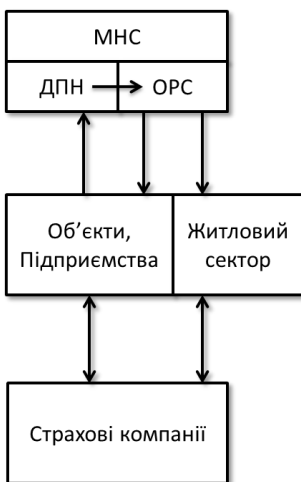 МНС
ДПН
ОРС
Об’єкти,
Підприємства
Житловий
сектор
Страхові компанії